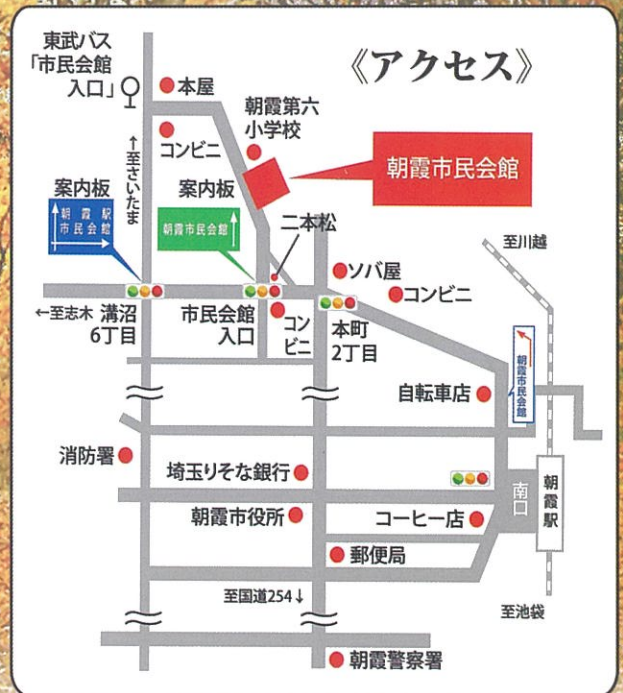 《アクセス》
東武バス
「市民会館
入口」
本屋
朝霞第六
小学校
コンビニ
↑至さいたま
朝霞市民会館
案内板
朝霞駅
市民会館
案内板
朝霞市民会館
二本松
ソバ屋
コンビニ
至川越
←至志木
溝沼
6丁目
市民会館
入口
コン
ビニ
本町
2丁目
朝霞市民会館
自転車店
消防署
埼玉りそな銀行
南口
朝霞駅
朝霞市役所
コーヒー店
郵便局
至国道254↓
至池袋
朝霞警察署